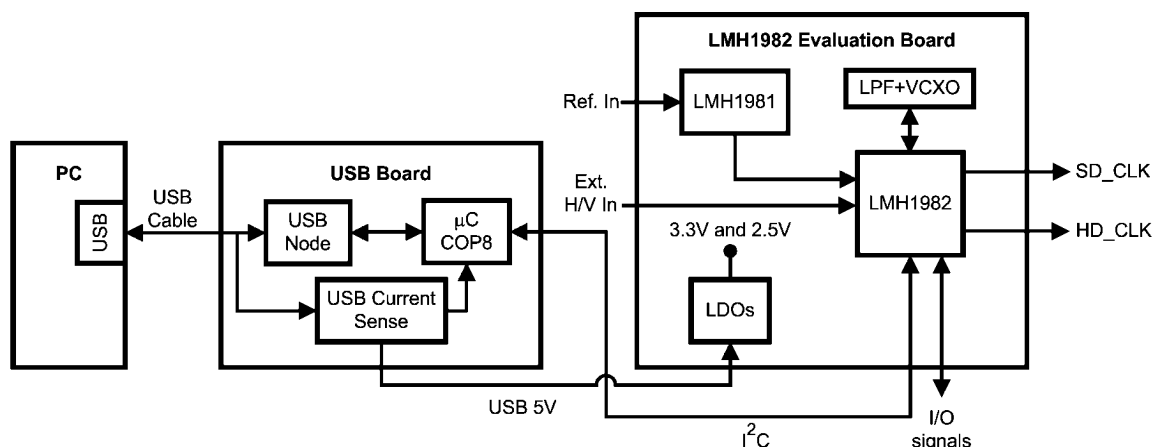 LMH1982 Evaluation Board
LPF+VCXO
Ref. In
LMH1981
PC
USB Board
SD_CLK
USB
Cable
Ext.
H/V In
LMH1982
USB
USB
Node
μC
COP8
3.3V and 2.5V
HD_CLK
USB Current
Sense
LDOs
USB 5V
I²C
I/O
signals